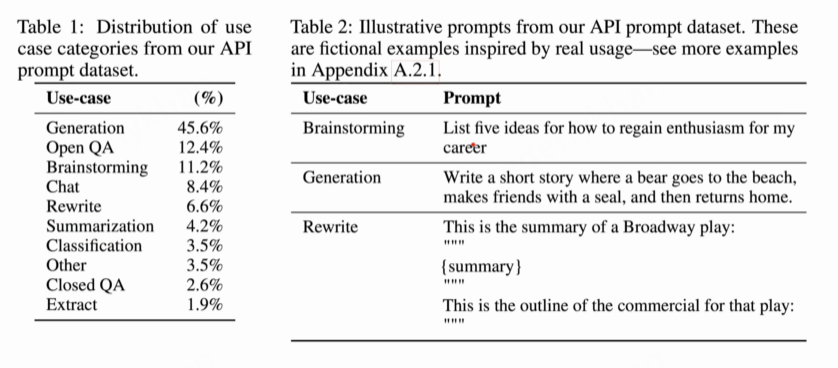 Table 1: Distribution of use
case categories from our API
prompt dataset.
Use-case (%)
Generation 45.6%
Open QA 12.4%
Brainstorming 11.2%
Chat 8.4%
Rewrite 6.6%
Summarization 4.2%
Classification 3.5%
Other 3.5%
Closed QA 2.6%
Extract 1.9%
Table 2: Illustrative prompts from our API prompt dataset. These
are fictional examples inspired by real usage—see more examples
in Appendix A.2.1.
Use-case Prompt
Brainstorming List five ideas for how to regain enthusiasm for my
career
Generation Write a short story where a bear goes to the beach,
makes friends with a seal, and then returns home.
Rewrite This is the summary of a Broadway play:
"""
{summary}
"""
This is the outline of the commercial for that play:
"""